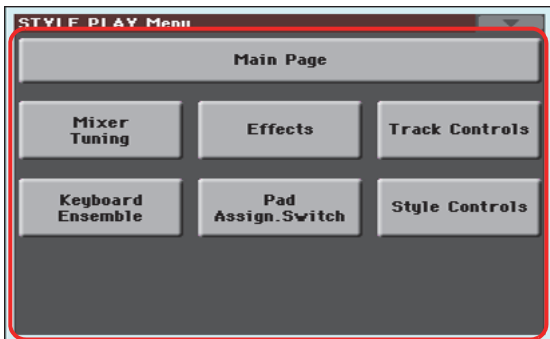 STYLE PLAY Menu
Main Page
Mixer
Tuning
Effects
Track Controls
Keyboard
Ensemble
Pad
Assign.Switch
Style Controls